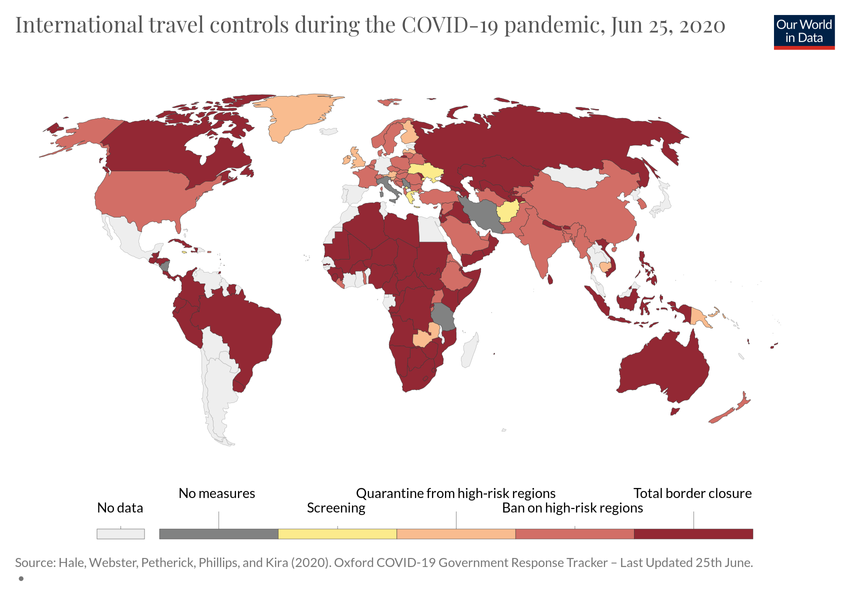 International travel controls during the COVID-19 pandemic, Jun 25, 2020
Our World
in Data
No data
No measures
Screening
Quarantine from high-risk regions
Ban on high-risk regions
Total border closure
Source: Hale, Webster, Petherick, Phillips, and Kira (2020). Oxford COVID-19 Government Response Tracker – Last Updated 25th June.